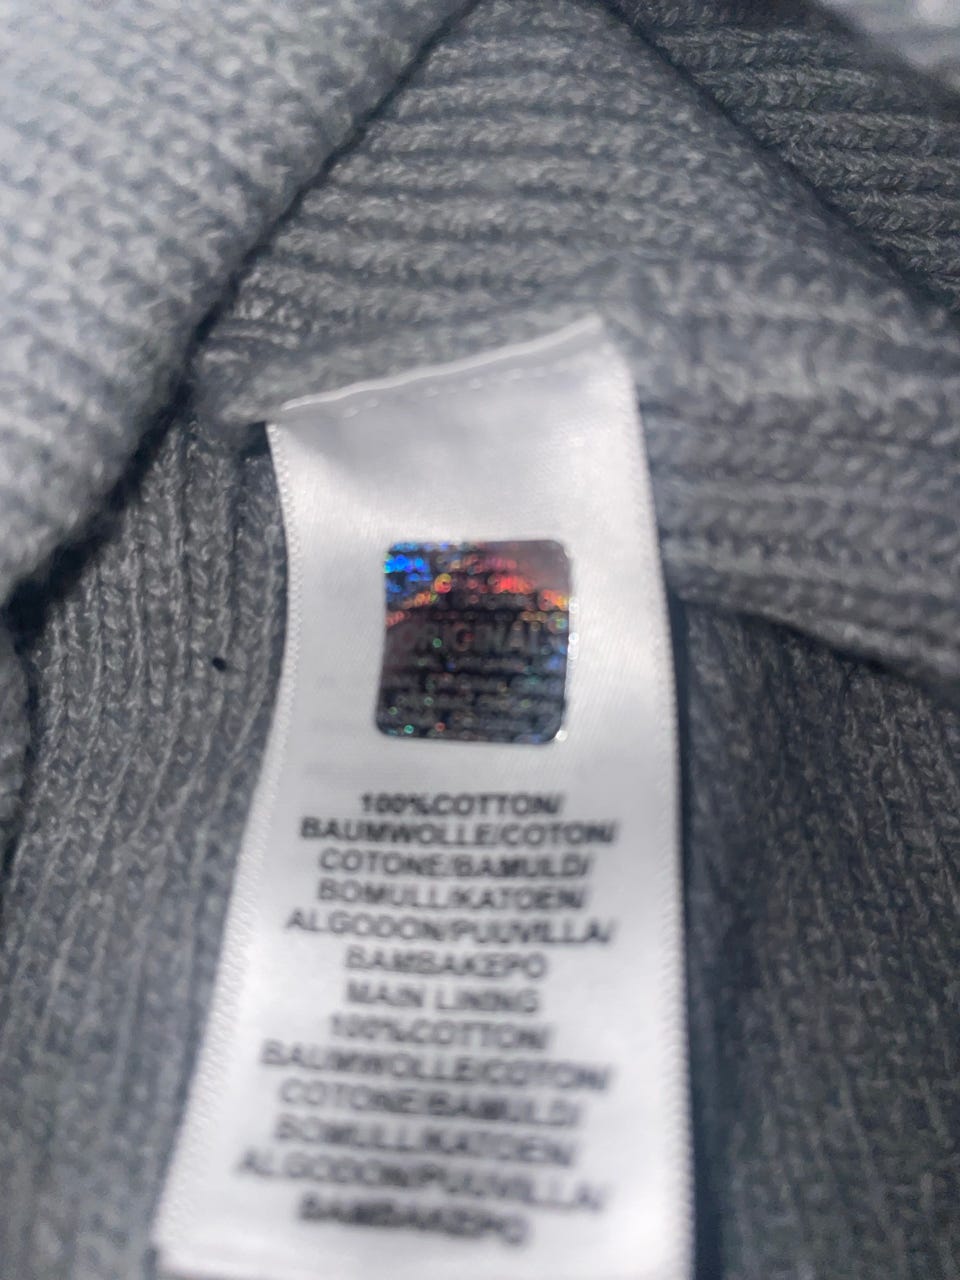 ORIGINAL
100%COTTON/
BAUMWOLLE/COTON/
COTONE/BAMULD/
BOMULL/KATOEN/
ALGODON/PUUVILLA/
BAMBAKEPO
MAIN LINING
100%COTTON/
BAUMWOLLE/COTON/
COTONE/BAMULD/
BOMULL/KATOEN/
ALGODON/PUUVILLA/
BAMBAKEPO